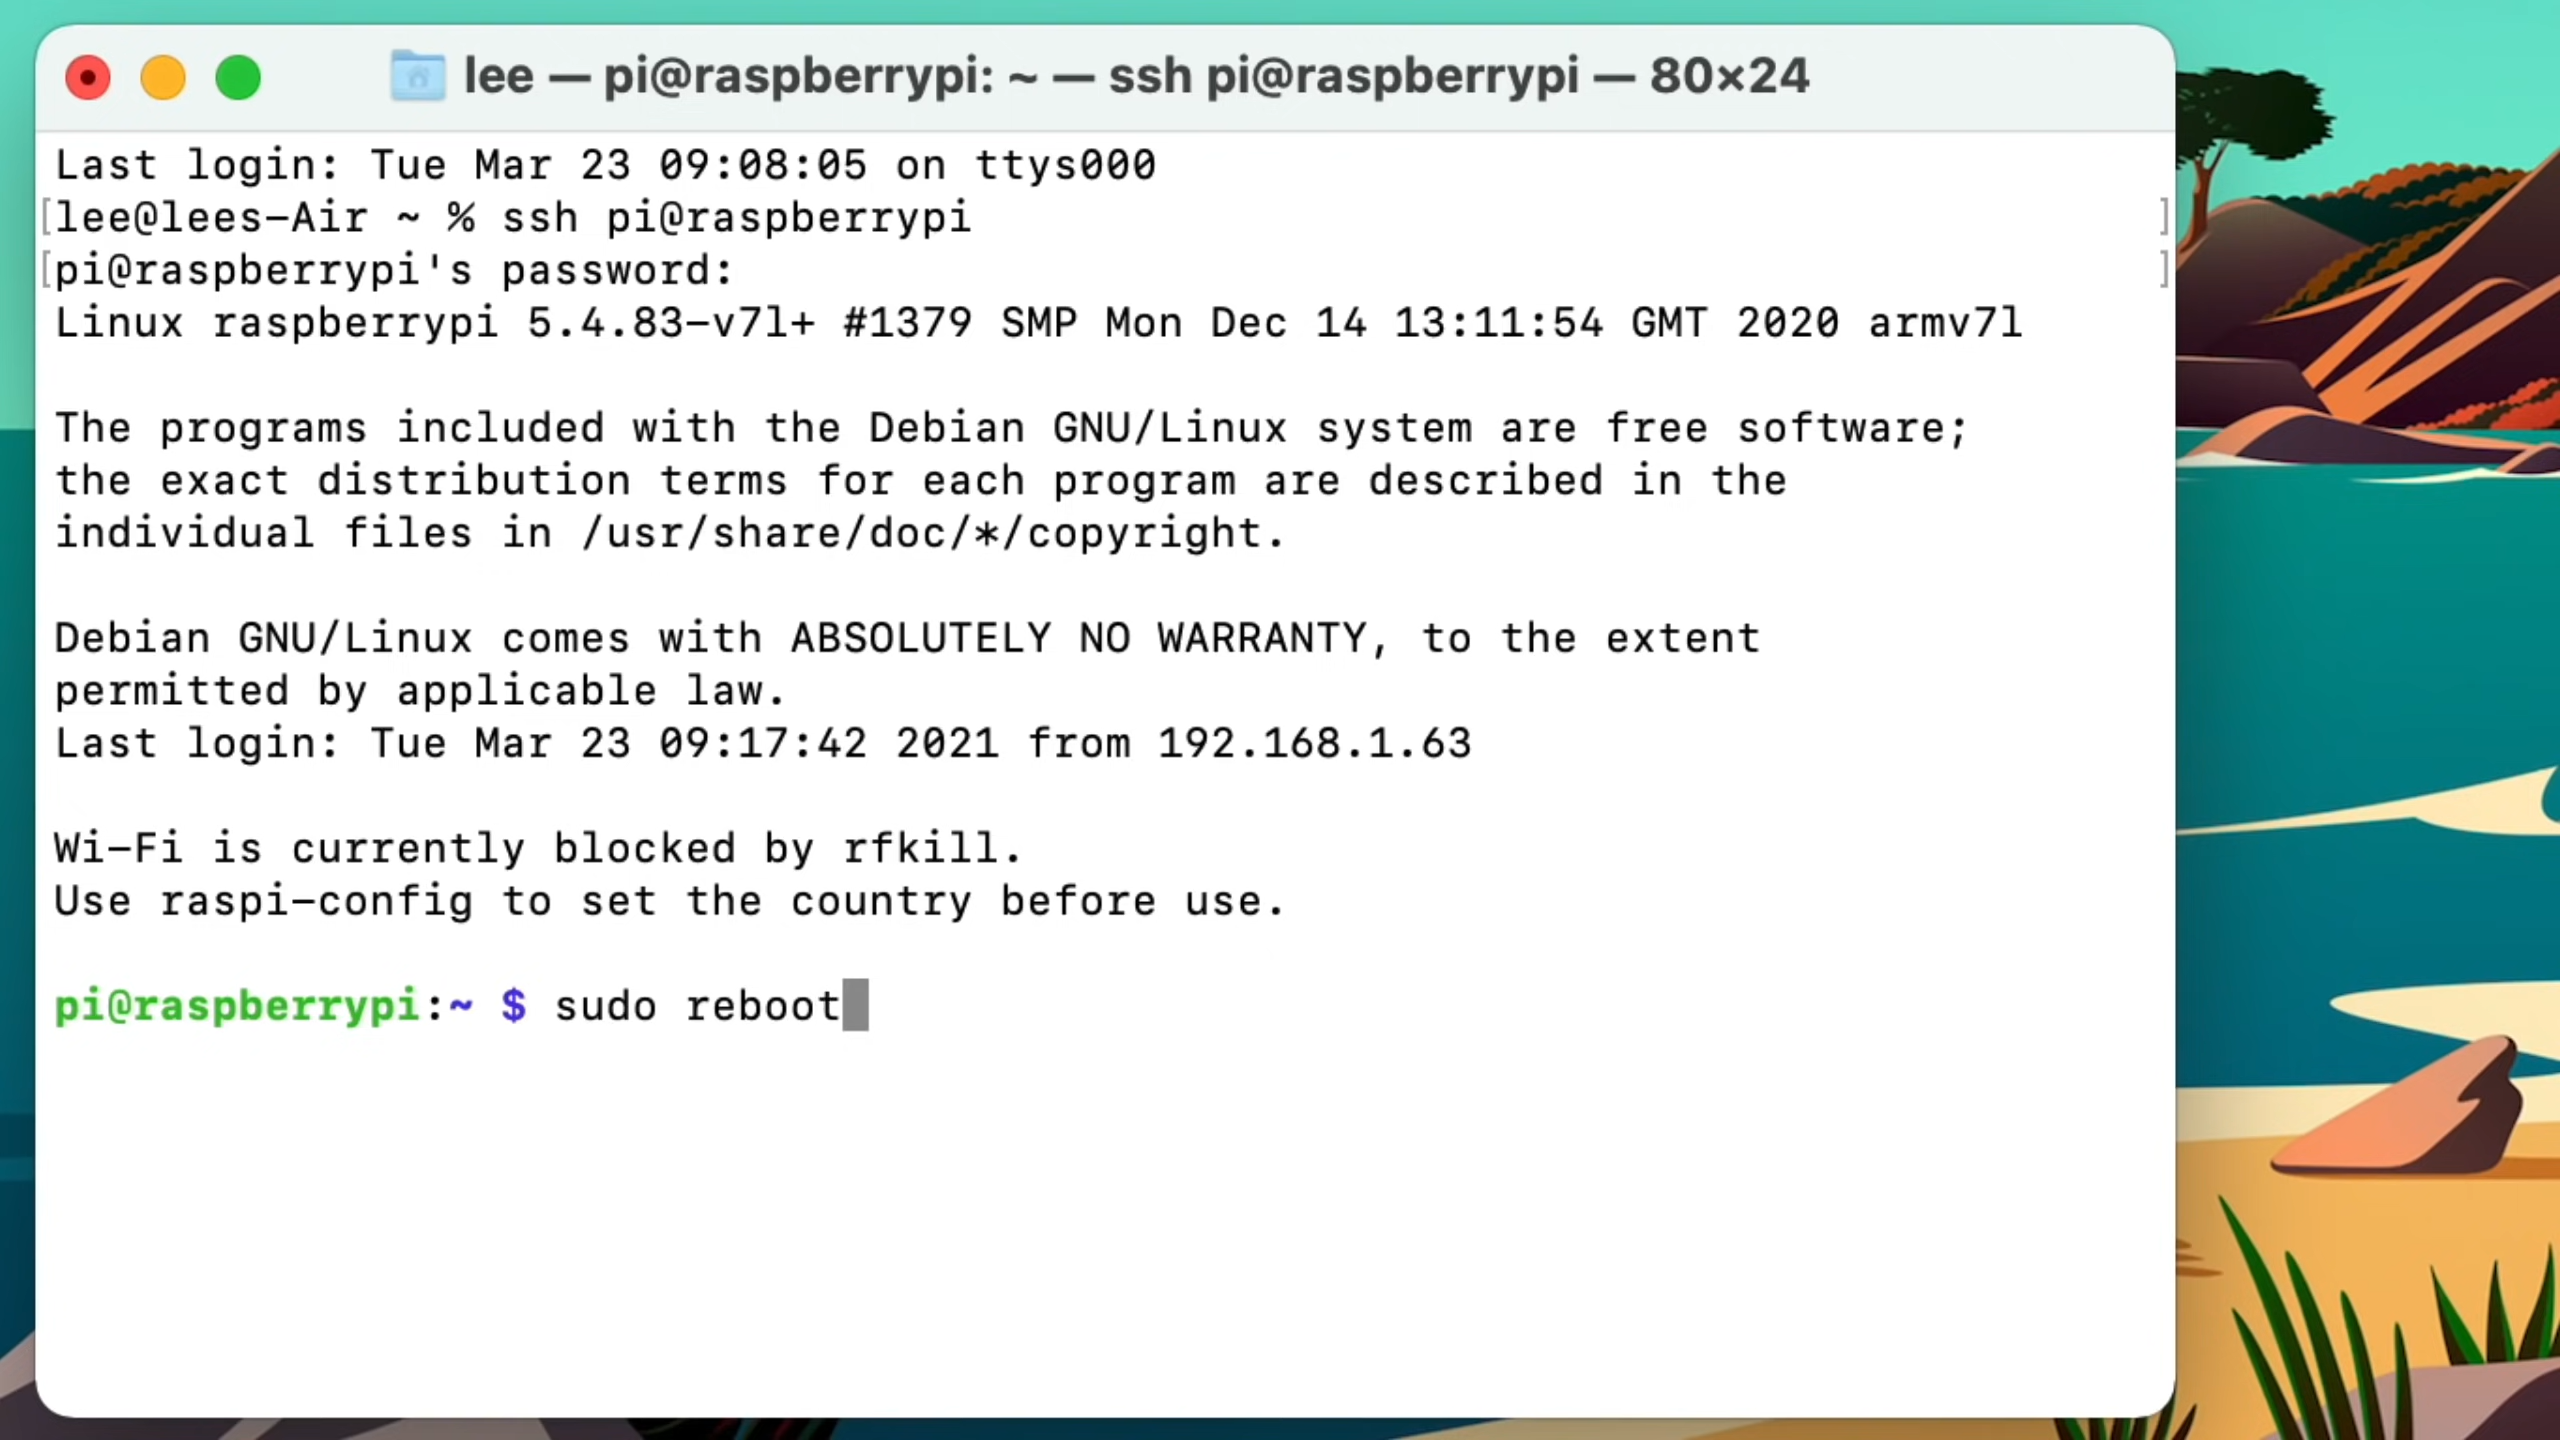 lee — pi@raspberrypi: ~ — ssh pi@raspberrypi — 80×24
Last login: Tue Mar 23 09:08:05 on ttys000
[lee@lees-Air ~ % ssh pi@raspberrypi ]
[pi@raspberrypi's password: ]
Linux raspberrypi 5.4.83-v7l+ #1379 SMP Mon Dec 14 13:11:54 GMT 2020 armv7l
The programs included with the Debian GNU/Linux system are free software;
the exact distribution terms for each program are described in the
individual files in /usr/share/doc/*/copyright.
Debian GNU/Linux comes with ABSOLUTELY NO WARRANTY, to the extent
permitted by applicable law.
Last login: Tue Mar 23 09:17:42 2021 from 192.168.1.63
Wi-Fi is currently blocked by rfkill.
Use raspi-config to set the country before use.
pi@raspberrypi:~ $ sudo reboot